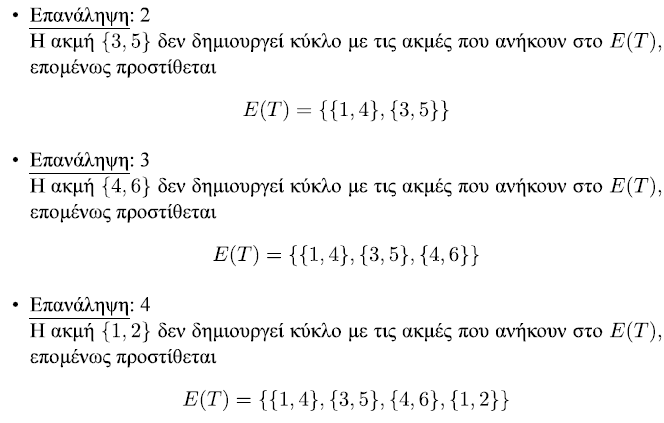 • Επανάληψη: 2
Η ακμή {3, 5} δεν δημιουργεί κύκλο με τις ακμές που ανήκουν στο E(T),
επομένως προστίθεται
E(T) = {{1, 4}, {3, 5}}
• Επανάληψη: 3
Η ακμή {4, 6} δεν δημιουργεί κύκλο με τις ακμές που ανήκουν στο E(T),
επομένως προστίθεται
E(T) = {{1, 4}, {3, 5}, {4, 6}}
• Επανάληψη: 4
Η ακμή {1, 2} δεν δημιουργεί κύκλο με τις ακμές που ανήκουν στο E(T),
επομένως προστίθεται
E(T) = {{1, 4}, {3, 5}, {4, 6}, {1, 2}}